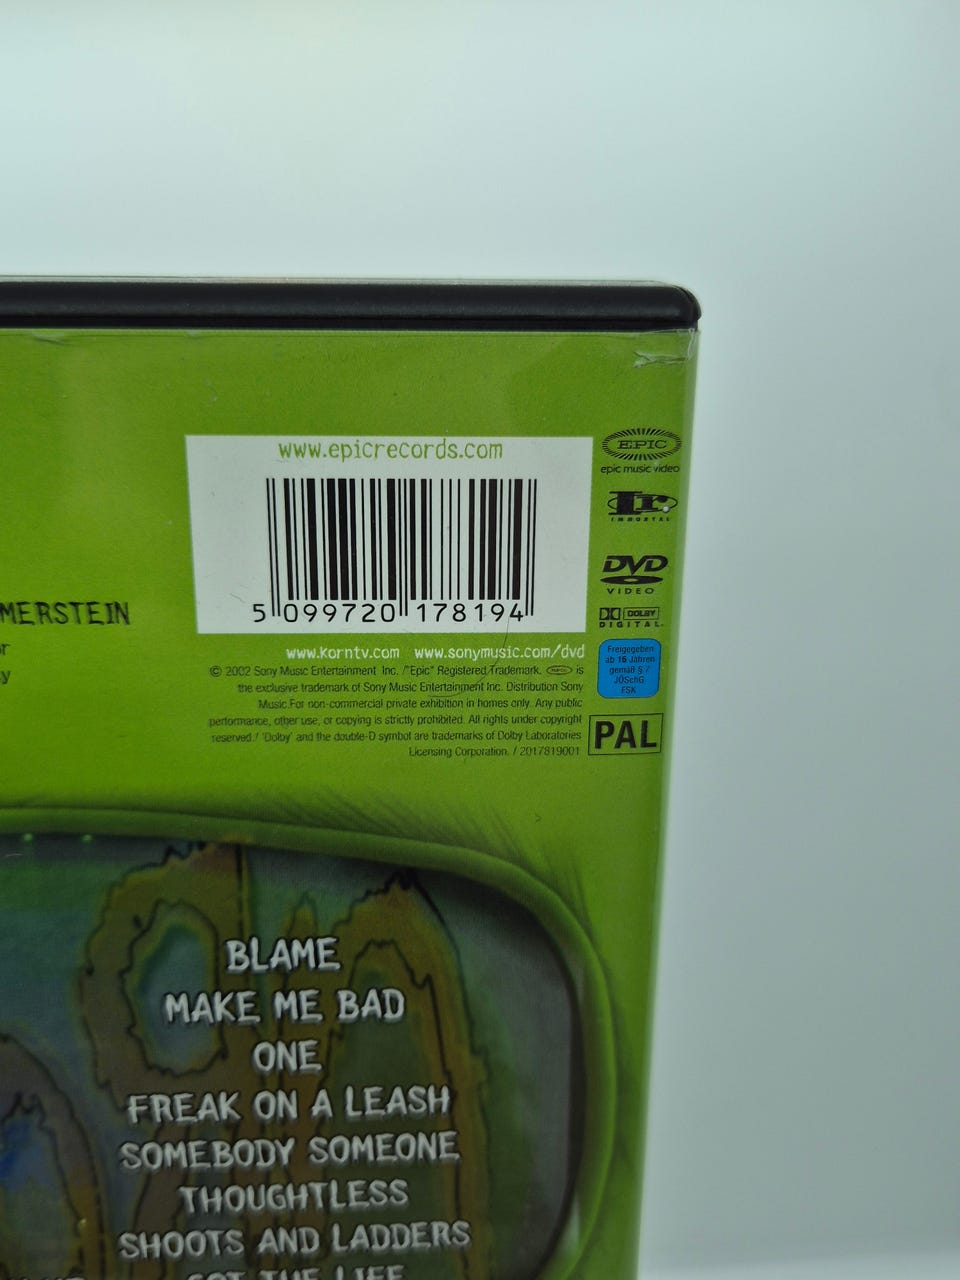 www.epicrecords.com
5 099720 178194
www.korntv.com www.sonymusic.com/dvd
© 2002 Sony Music Entertainment Inc. /"Epic" Registered Trademark. EPIC is
the exclusive trademark of Sony Music Entertainment Inc. Distribution Sony
Music.For non-commercial private exhibition in homes only. Any public
performance, other use, or copying is strictly prohibited. All rights under copyright
reserved./ 'Dolby' and the double-D symbol are trademarks of Dolby Laboratories
Licensing Corporation. / 2017819001
EPIC
epic music video
Ir.
IMMORTAL
DVD
VIDEO
DOLBY
DIGITAL
Freigegeben
ab 16 Jahren
gemäß § 7
JÖSchG
FSK
PAL
MERSTEIN
BLAME
MAKE ME BAD
ONE
FREAK ON A LEASH
SOMEBODY SOMEONE
THOUGHTLESS
SHOOTS AND LADDERS
GOT THE LIFE